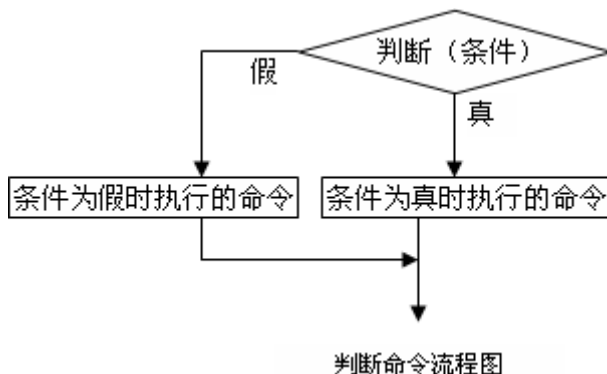 判断（条件）
假
真
条件为假时执行的命令
条件为真时执行的命令
判断命令流程图